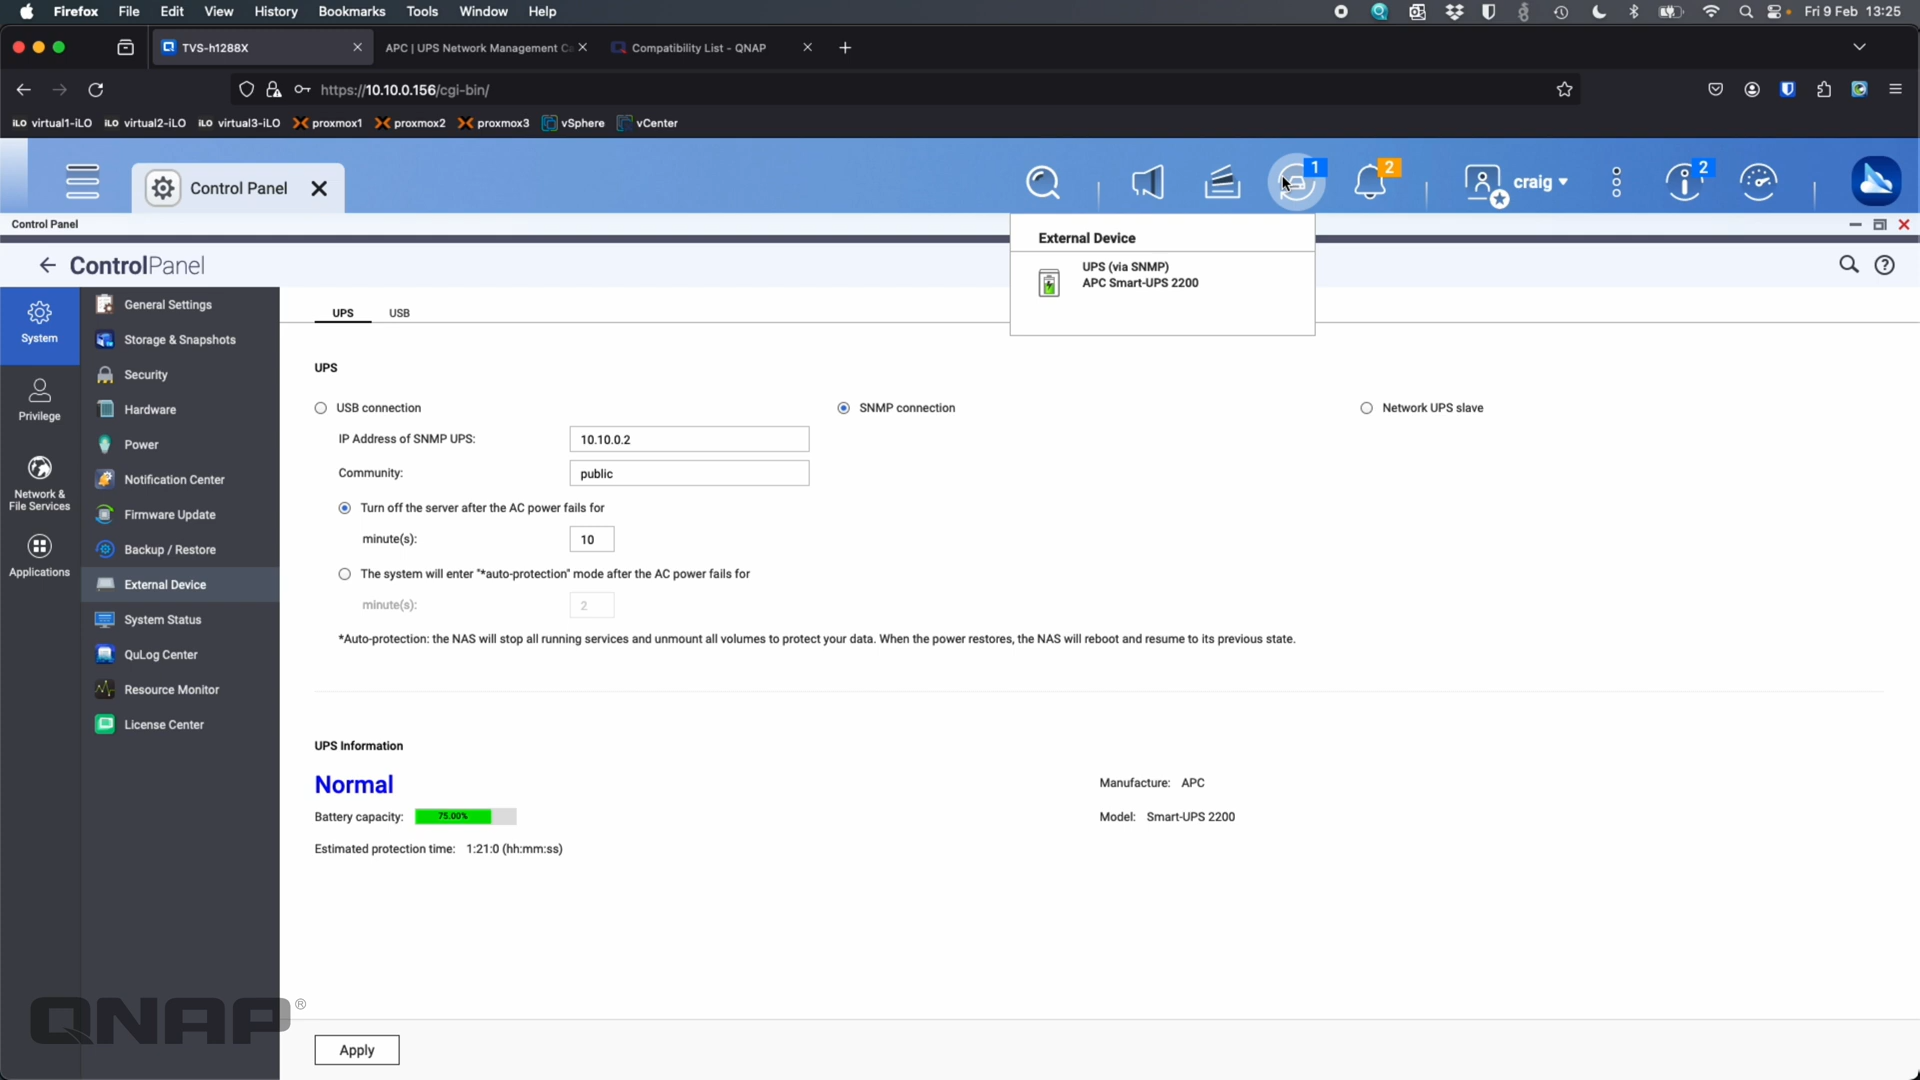 Firefox File Edit View History Bookmarks Tools Window Help Fri 9 Feb 13:25
TVS-h1288X APC | UPS Network Management C Compatibility List - QNAP
https://10.10.0.156/cgi-bin/
iLO virtual1-iLO iLO virtual2-iLO iLO virtual3-iLO proxmox1 proxmox2 proxmox3 vSphere vCenter
Control Panel 1 2 craig 2
Control Panel
ControlPanel
External Device
UPS (via SNMP)
APC Smart-UPS 2200
System
Privilege
Network &
File Services
Applications
General Settings
Storage & Snapshots
Security
Hardware
Power
Notification Center
Firmware Update
Backup / Restore
External Device
System Status
QuLog Center
Resource Monitor
License Center
UPS USB
UPS
USB connection SNMP connection Network UPS slave
IP Address of SNMP UPS: 10.10.0.2
Community: public
Turn off the server after the AC power fails for
minute(s): 10
The system will enter "*auto-protection" mode after the AC power fails for
minute(s): 2
*Auto-protection: the NAS will stop all running services and unmount all volumes to protect your data. When the power restores, the NAS will reboot and resume to its previous state.
UPS Information
Normal
Manufacture: APC
Battery capacity: 75.00%
Model: Smart-UPS 2200
Estimated protection time: 1:21:0 (hh:mm:ss)
QNAP®
Apply